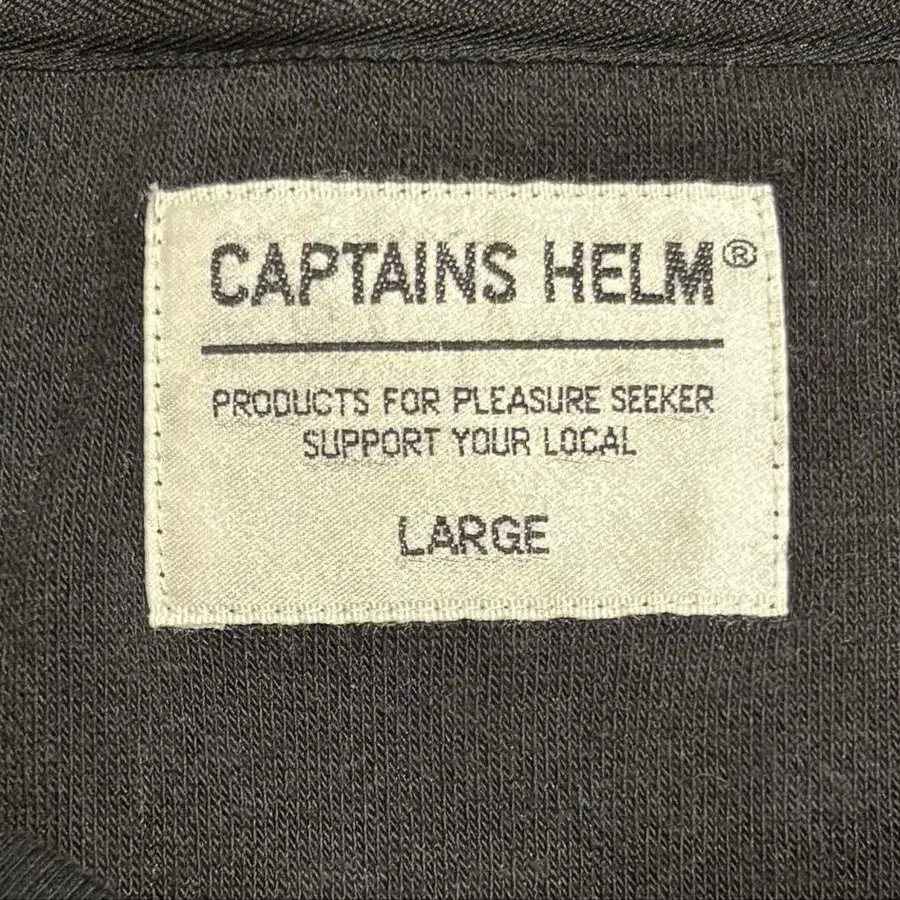 CAPTAINS HELM®
PRODUCTS FOR PLEASURE SEEKER
SUPPORT YOUR LOCAL
LARGE